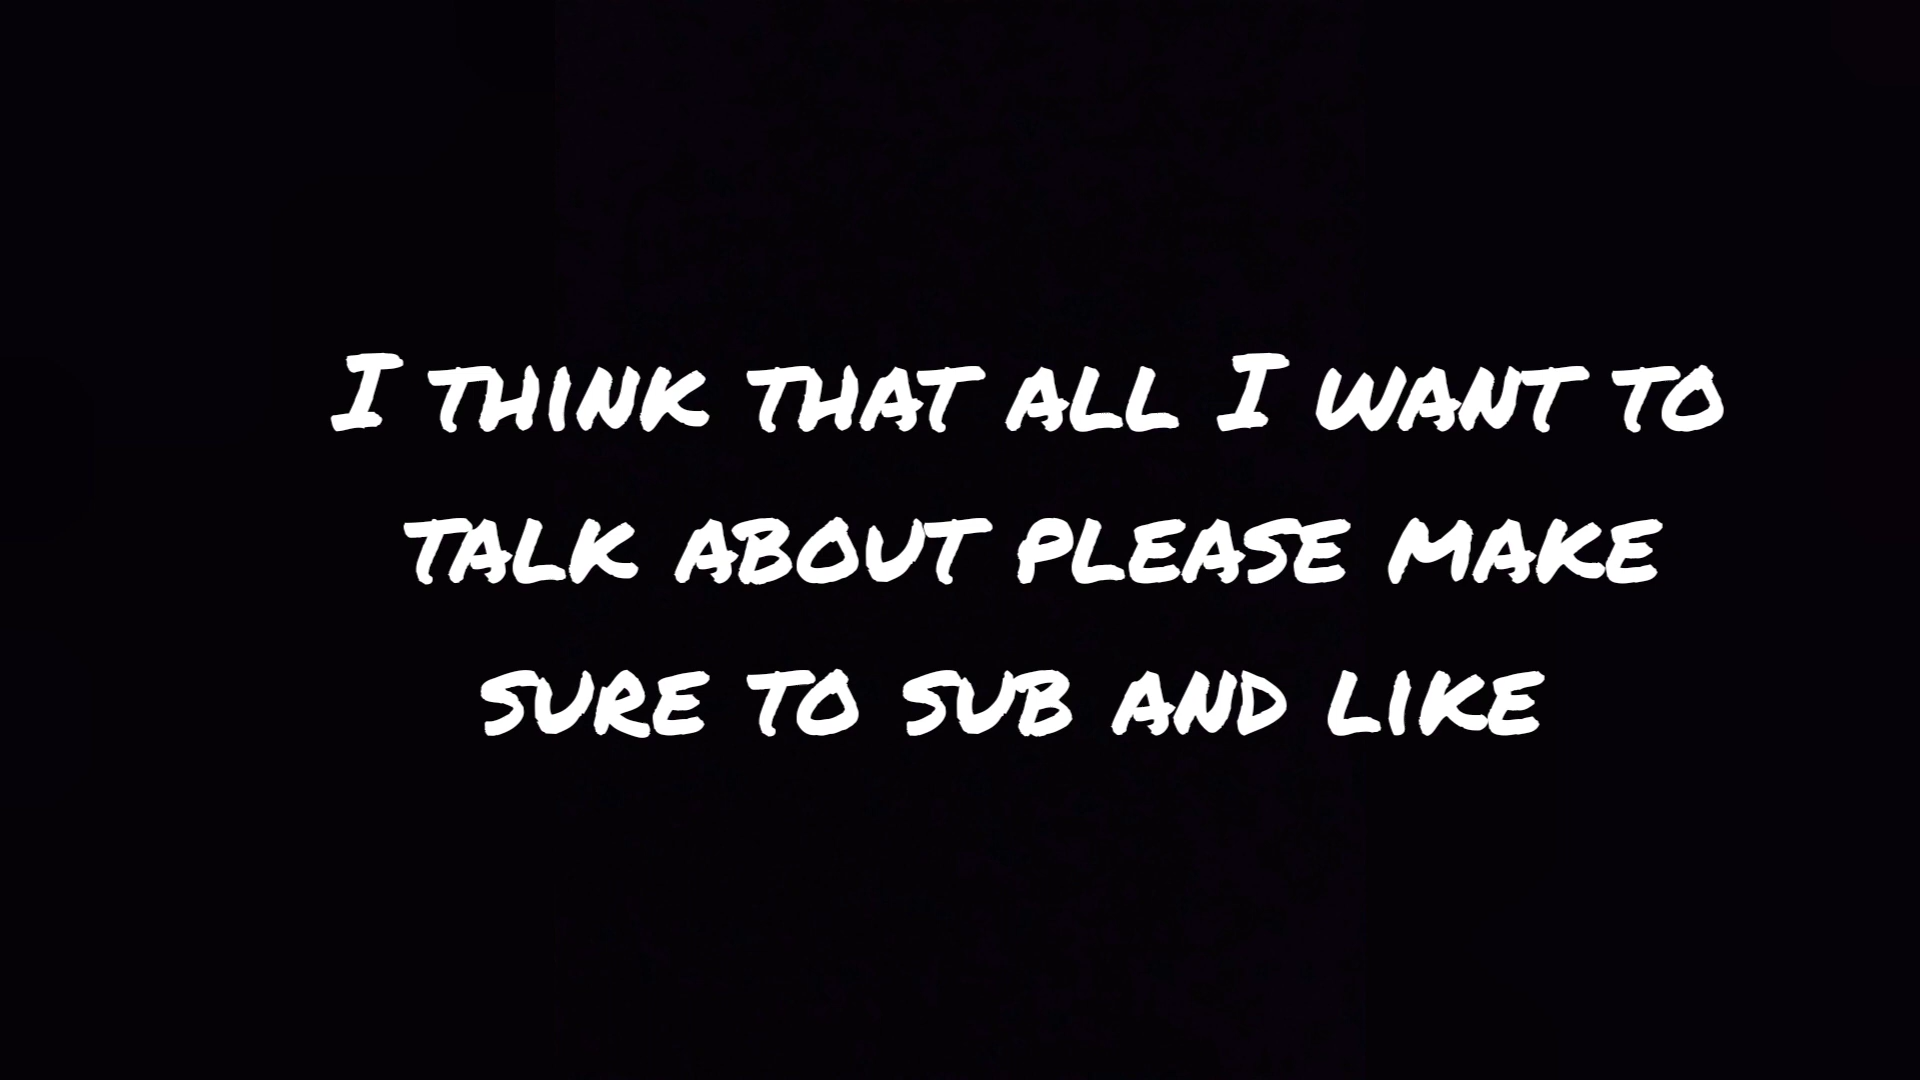 I think that all I want to
talk about please make
sure to sub and like